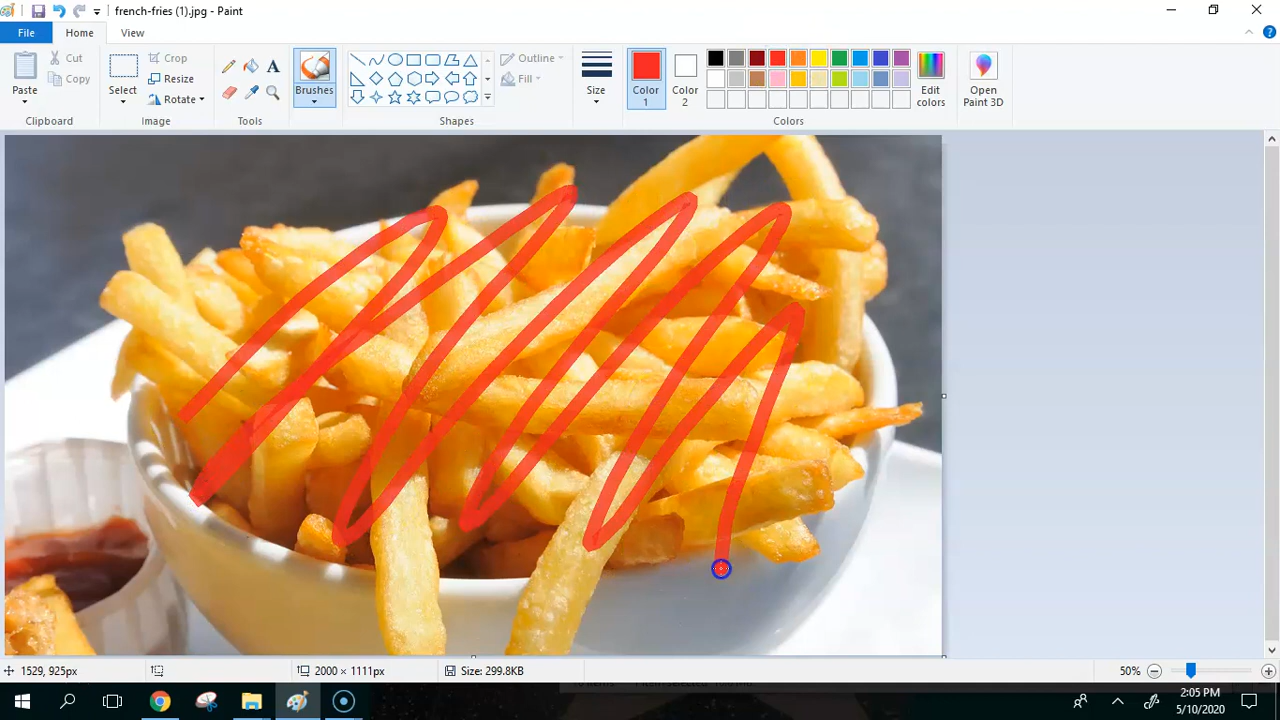 french-fries (1).jpg - Paint
File Home View
Paste
Cut
Copy
Clipboard
Select
Crop
Resize
Rotate
Image
A
Tools
Brushes
Outline
Fill
Shapes
Size
Color 1
Color 2
Edit colors
Colors
Open Paint 3D
1529, 925px
2000 × 1111px
Size: 299.8KB
50%
2:05 PM
5/10/2020